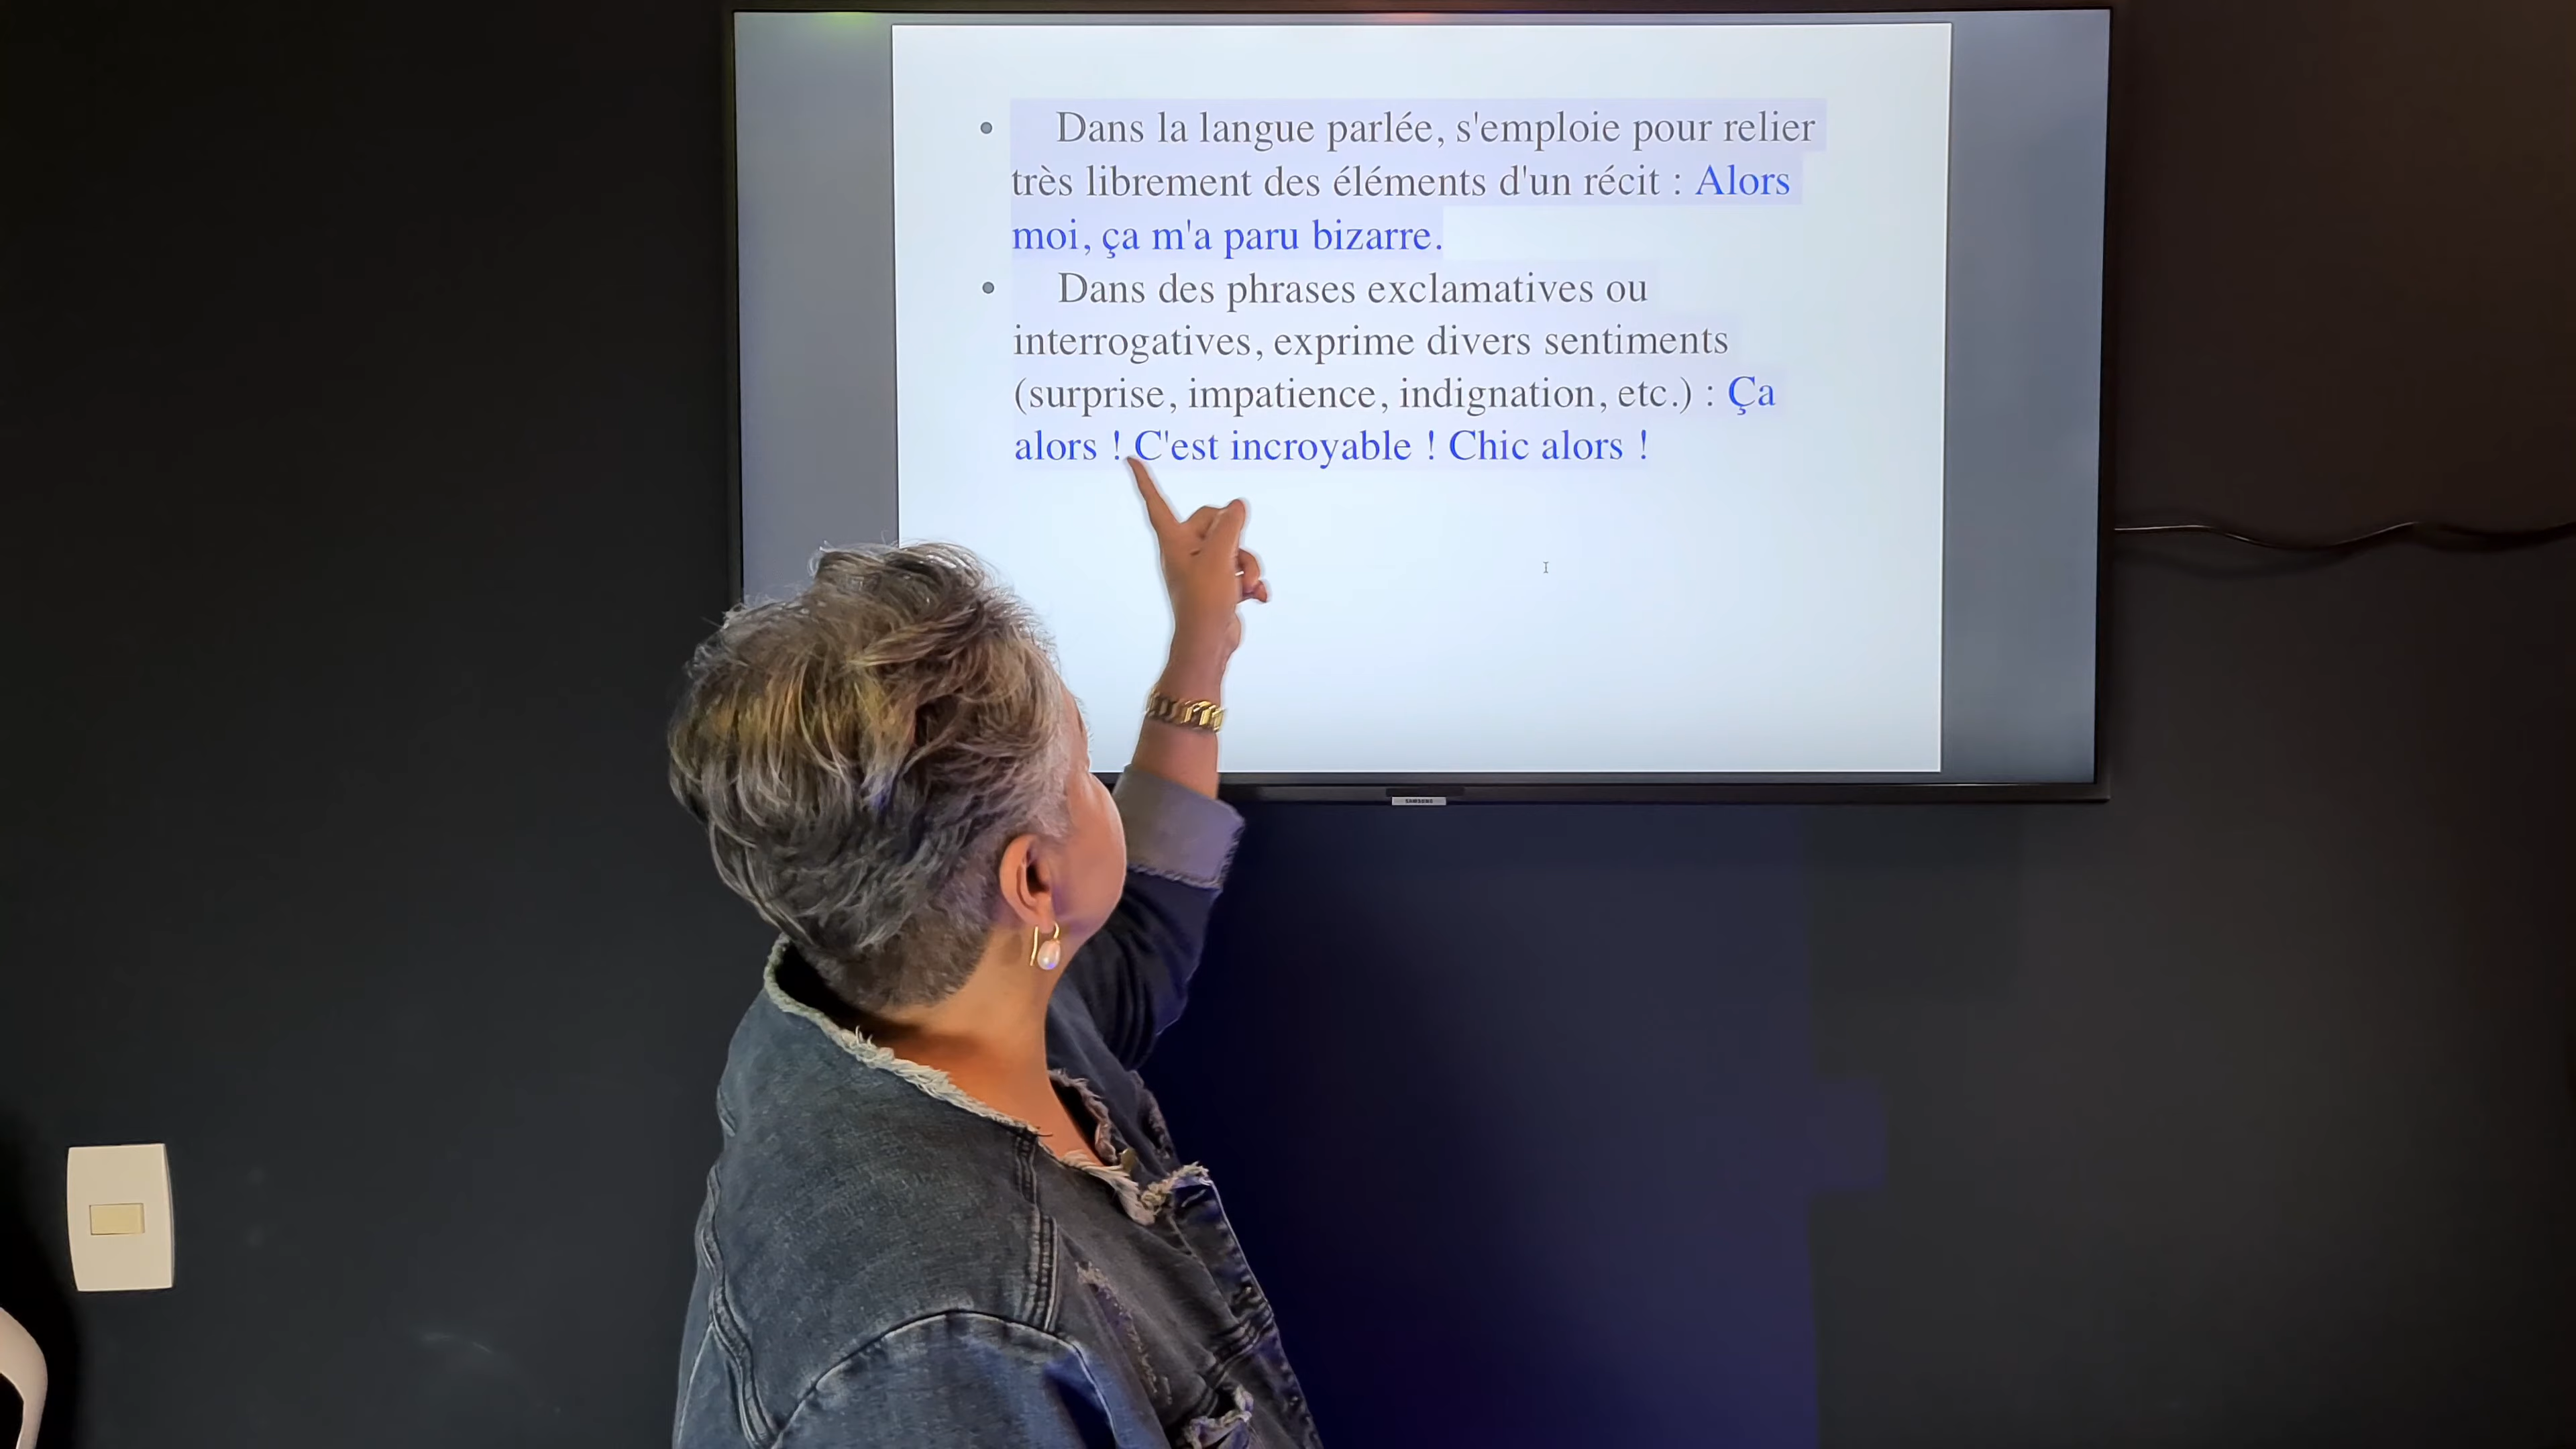 • Dans la langue parlée, s'emploie pour relier
très librement des éléments d'un récit : Alors
moi, ça m'a paru bizarre.
• Dans des phrases exclamatives ou
interrogatives, exprime divers sentiments
(surprise, impatience, indignation, etc.) : Ça
alors ! C'est incroyable ! Chic alors !
SAMSUNG